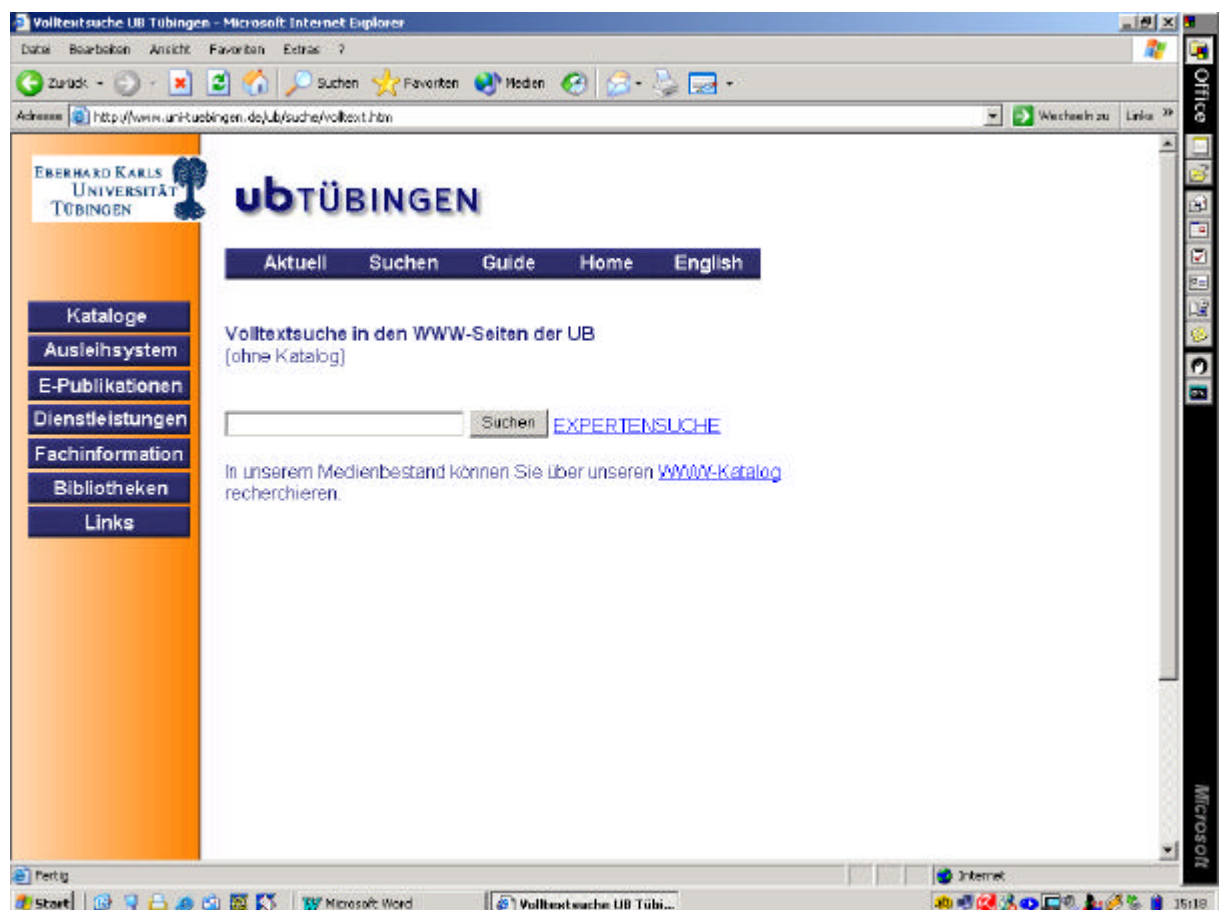 Volltextsuche UB Tübingen - Microsoft Internet Explorer
Datei Bearbeiten Ansicht Favoriten Extras ?
Zurück Suchen Favoriten Medien
Adresse http://www.uni-tuebingen.de/ub/suche/volltext.htm Wechseln zu Links »
Office
EBERHARD KARLS
UNIVERSITÄT
TÜBINGEN
ubTÜBINGEN
Aktuell Suchen Guide Home English
Kataloge
Ausleihsystem
E-Publikationen
Dienstleistungen
Fachinformation
Bibliotheken
Links
Volltextsuche in den WWW-Seiten der UB
[ohne Katalog]
Suchen EXPERTENSUCHE
In unserem Medienbestand können Sie über unseren WWW-Katalog
recherchieren.
Microsoft
Fertig Internet
Start Microsoft Word Volltextsuche UB Tübi... 15:18